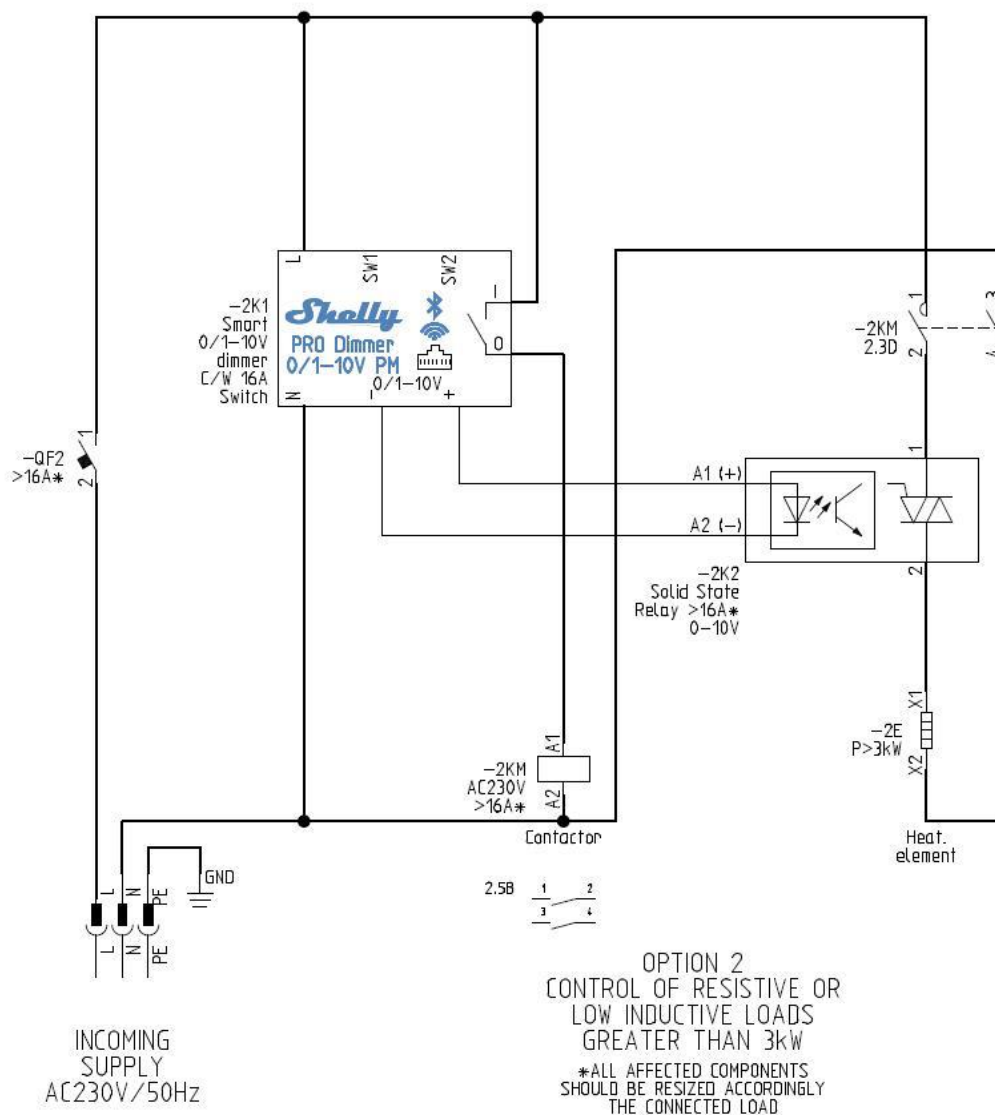 L
SW1
SW2
I
O
-2K1
Smart
0/1-10V
dimmer
C/W 16A
Switch
Shelly
PRO Dimmer
0/1-10V PM
0/1-10V
N
-
+
1
-QF2
>16A*
2
1
3
-2KM
2.3D
2
4
1
A1 (+)
A2 (-)
2
-2K2
Solid State
Relay >16A*
0-10V
X1
-2E
P>3kW
X2
A1
-2KM
AC230V
>16A*
A2
Contactor
Heat.
element
GND
L
N
PE
L
N
PE
2.5B
1 2
3 4
INCOMING
SUPPLY
AC230V/50Hz
OPTION 2
CONTROL OF RESISTIVE OR
LOW INDUCTIVE LOADS
GREATER THAN 3kW
*ALL AFFECTED COMPONENTS
SHOULD BE RESIZED ACCORDINGLY
THE CONNECTED LOAD